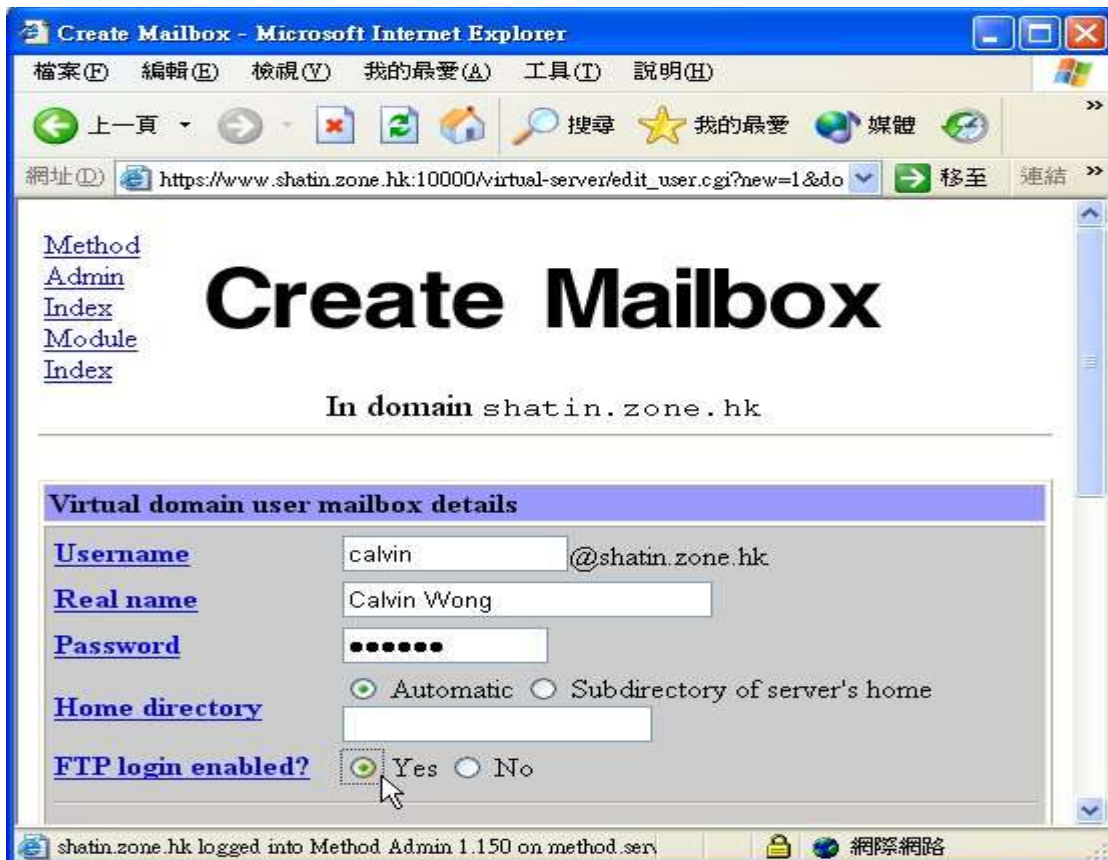 Create Mailbox - Microsoft Internet Explorer
檔案(F) 編輯(E) 檢視(V) 我的最愛(A) 工具(T) 說明(H)
上一頁 搜尋 我的最愛 媒體 »
網址(D) https://www.shatin.zone.hk:10000/virtual-server/edit_user.cgi?new=1&do 移至 連結 »
Method
Admin
Index
Module
Index
Create Mailbox
In domain shatin.zone.hk
Virtual domain user mailbox details
Username calvin @shatin.zone.hk
Real name Calvin Wong
Password ••••••
Home directory Automatic Subdirectory of server's home
FTP login enabled? Yes No
shatin.zone.hk logged into Method Admin 1.150 on method.serv 網際網路